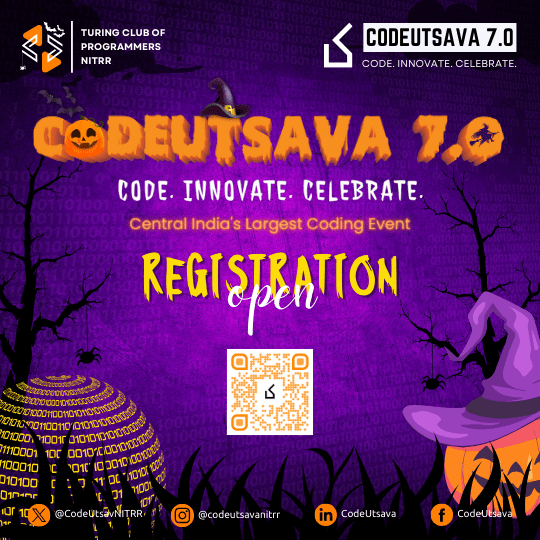 TURING CLUB OF
PROGRAMMERS
NITRR
CODEUTSAVA 7.0
CODE. INNOVATE. CELEBRATE.
CODEUTSAVA 7.0
CODE. INNOVATE. CELEBRATE.
Central India's Largest Coding Event
REGISTRATION
open
@CodeUtsavNITRR
@codeutsavanitrr
CodeUtsava
CodeUtsava